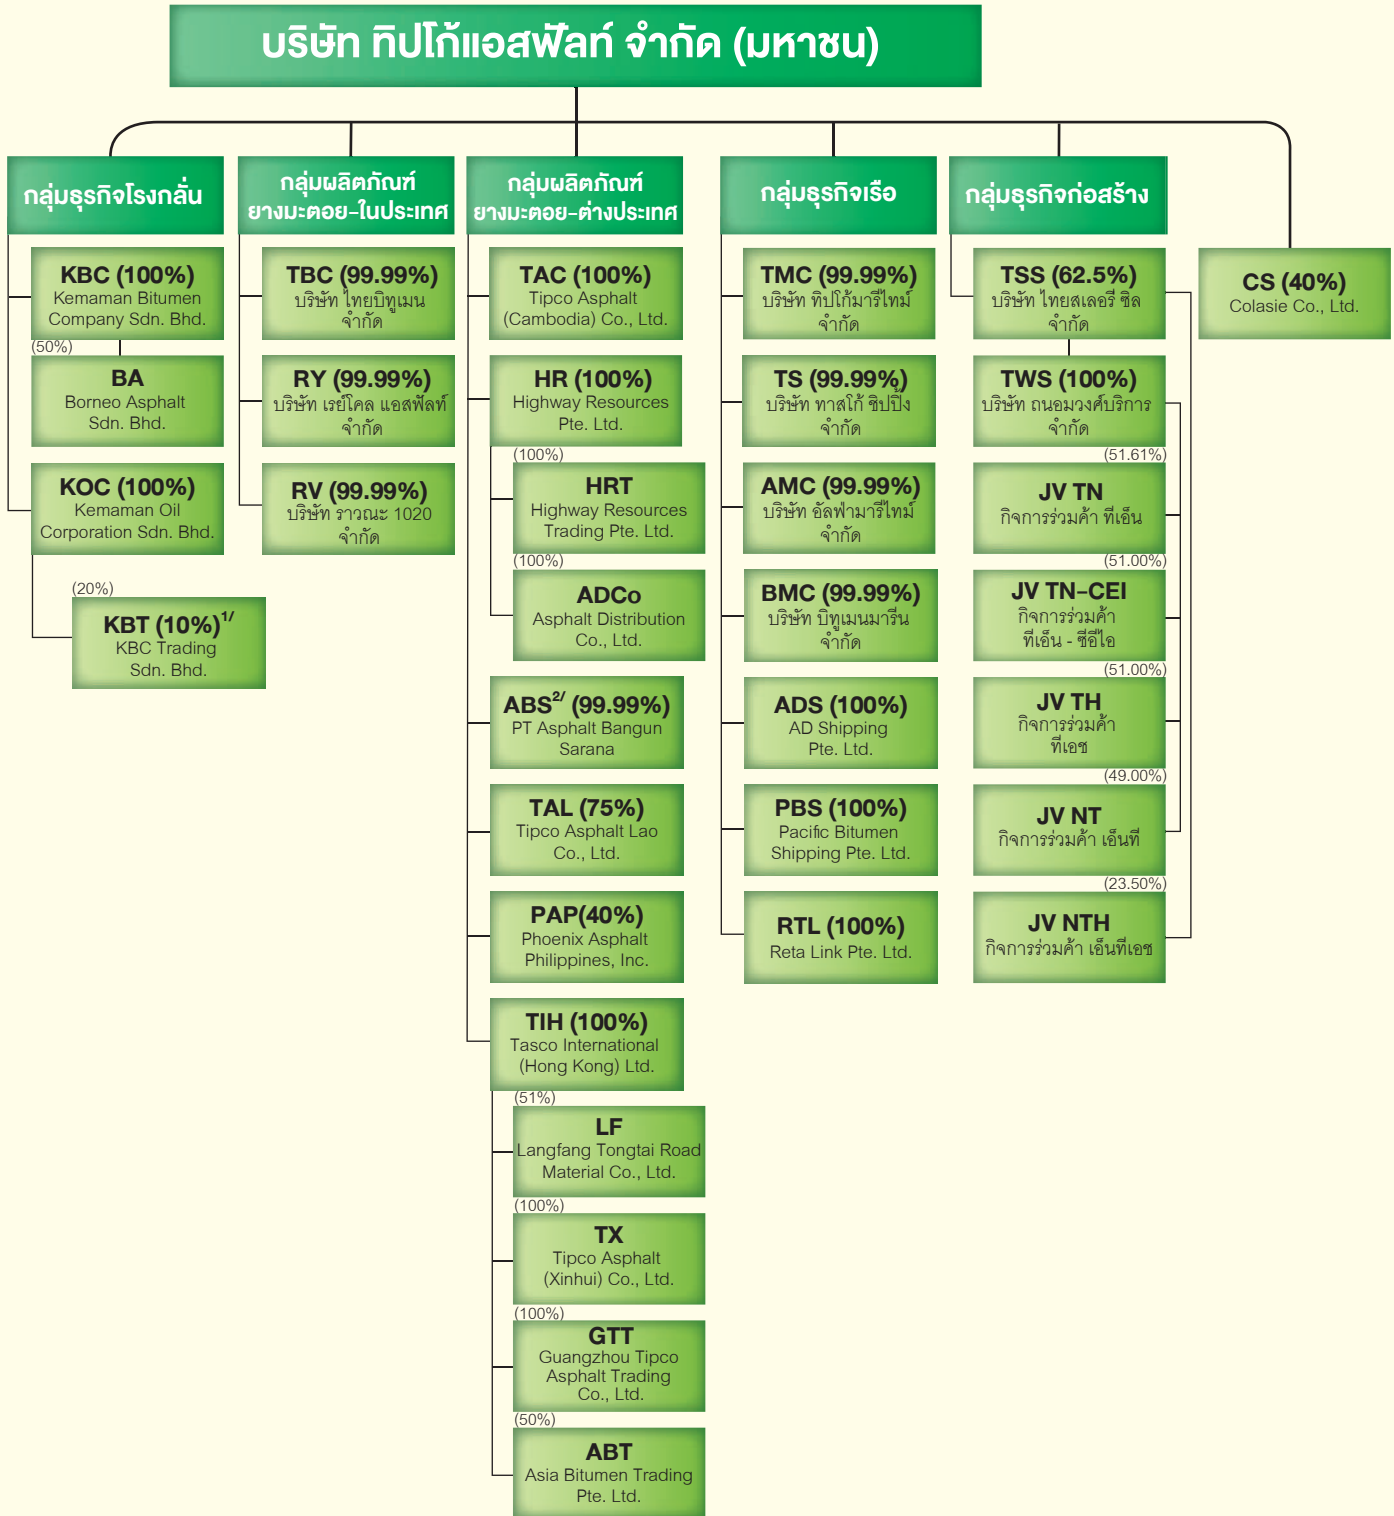 บริษัท ทิปโก้แอสฟัลท์ จำกัด (มหาชน)
กลุ่มธุรกิจโรงกลั่น
KBC (100%)
Kemaman Bitumen
Company Sdn. Bhd.
(50%)
BA
Borneo Asphalt
Sdn. Bhd.
KOC (100%)
Kemaman Oil
Corporation Sdn. Bhd.
(20%)
KBT (10%)1/
KBC Trading
Sdn. Bhd.
กลุ่มผลิตภัณฑ์
ยางมะตอย-ในประเทศ
TBC (99.99%)
บริษัท ไทยบิทูเมน
จำกัด
RY (99.99%)
บริษัท เรย์โคล แอสฟัลท์
จำกัด
RV (99.99%)
บริษัท ราวณะ 1020
จำกัด
กลุ่มผลิตภัณฑ์
ยางมะตอย-ต่างประเทศ
TAC (100%)
Tipco Asphalt
(Cambodia) Co., Ltd.
HR (100%)
Highway Resources
Pte. Ltd.
(100%)
HRT
Highway Resources
Trading Pte. Ltd.
(100%)
ADCo
Asphalt Distribution
Co., Ltd.
ABS2/ (99.99%)
PT Asphalt Bangun
Sarana
TAL (75%)
Tipco Asphalt Lao
Co., Ltd.
PAP(40%)
Phoenix Asphalt
Philippines, Inc.
TIH (100%)
Tasco International
(Hong Kong) Ltd.
(51%)
LF
Langfang Tongtai Road
Material Co., Ltd.
(100%)
TX
Tipco Asphalt
(Xinhui) Co., Ltd.
(100%)
GTT
Guangzhou Tipco
Asphalt Trading
Co., Ltd.
(50%)
ABT
Asia Bitumen Trading
Pte. Ltd.
กลุ่มธุรกิจเรือ
TMC (99.99%)
บริษัท ทิปโก้มารีไทม์
จำกัด
TS (99.99%)
บริษัท ทาสโก้ ชิปปิ้ง
จำกัด
AMC (99.99%)
บริษัท อัลฟามารีไทม์
จำกัด
BMC (99.99%)
บริษัท บิทูเมนมารีน
จำกัด
ADS (100%)
AD Shipping
Pte. Ltd.
PBS (100%)
Pacific Bitumen
Shipping Pte. Ltd.
RTL (100%)
Reta Link Pte. Ltd.
กลุ่มธุรกิจก่อสร้าง
TSS (62.5%)
บริษัท ไทยสเลอรี ซิล
จำกัด
TWS (100%)
บริษัท ถนอมวงศ์บริการ
จำกัด
(51.61%)
JV TN
กิจการร่วมค้า ทีเอ็น
(51.00%)
JV TN-CEI
กิจการร่วมค้า
ทีเอ็น - ซีอีไอ
(51.00%)
JV TH
กิจการร่วมค้า
ทีเอช
(49.00%)
JV NT
กิจการร่วมค้า เอ็นที
(23.50%)
JV NTH
กิจการร่วมค้า เอ็นทีเอช
CS (40%)
Colasie Co., Ltd.